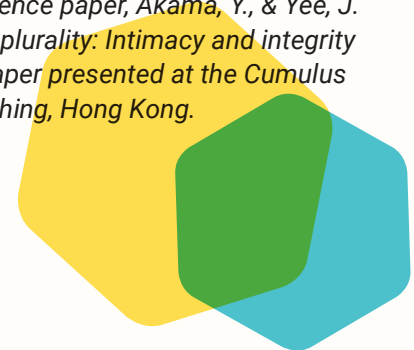 ence paper, Akama, Y., & Yee, J.
plurality: Intimacy and integrity
aper presented at the Cumulus
hing, Hong Kong.